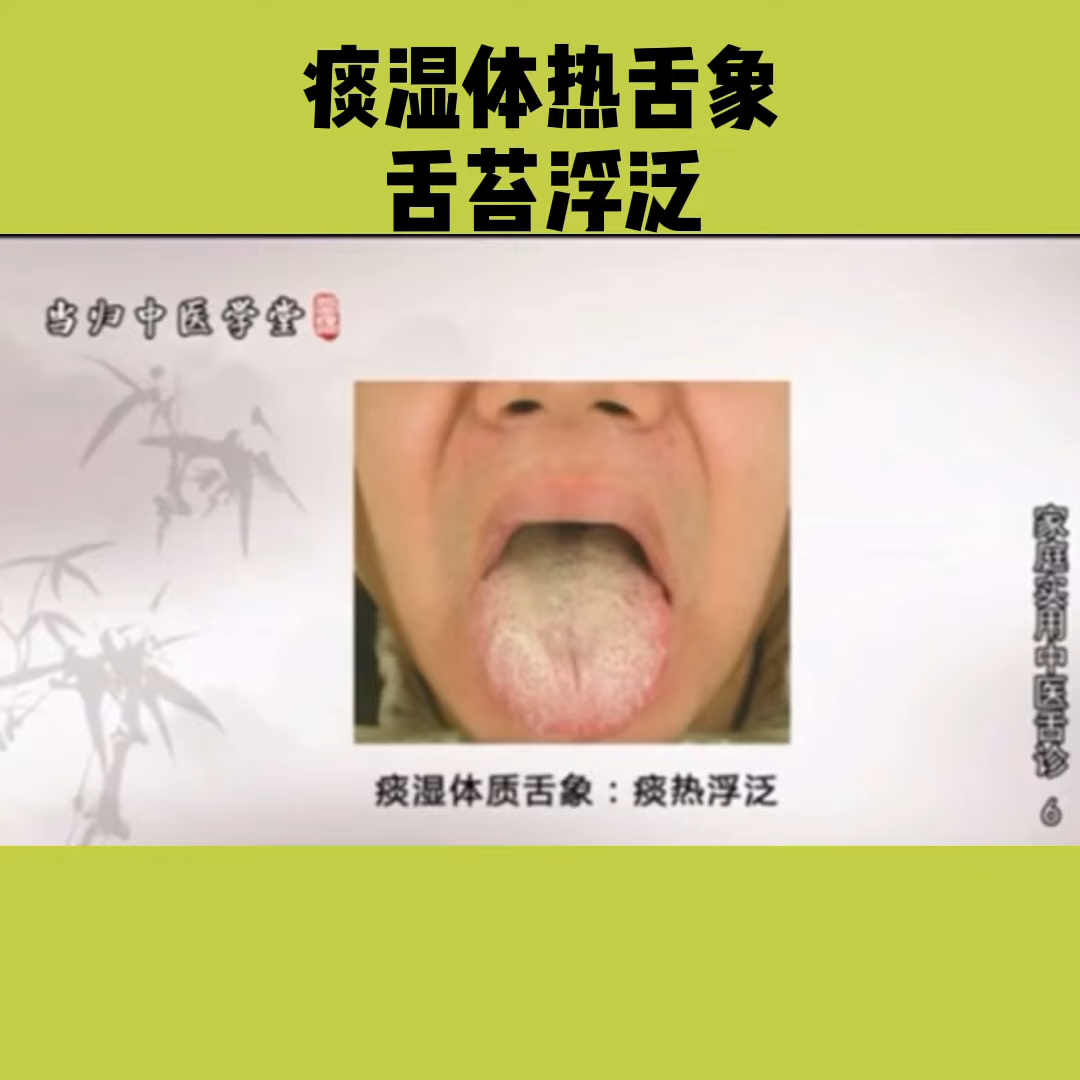 痰湿体热舌象
舌苔浮泛
当归中医学堂
家庭实用中医舌诊 6
痰湿体质舌象：痰热浮泛